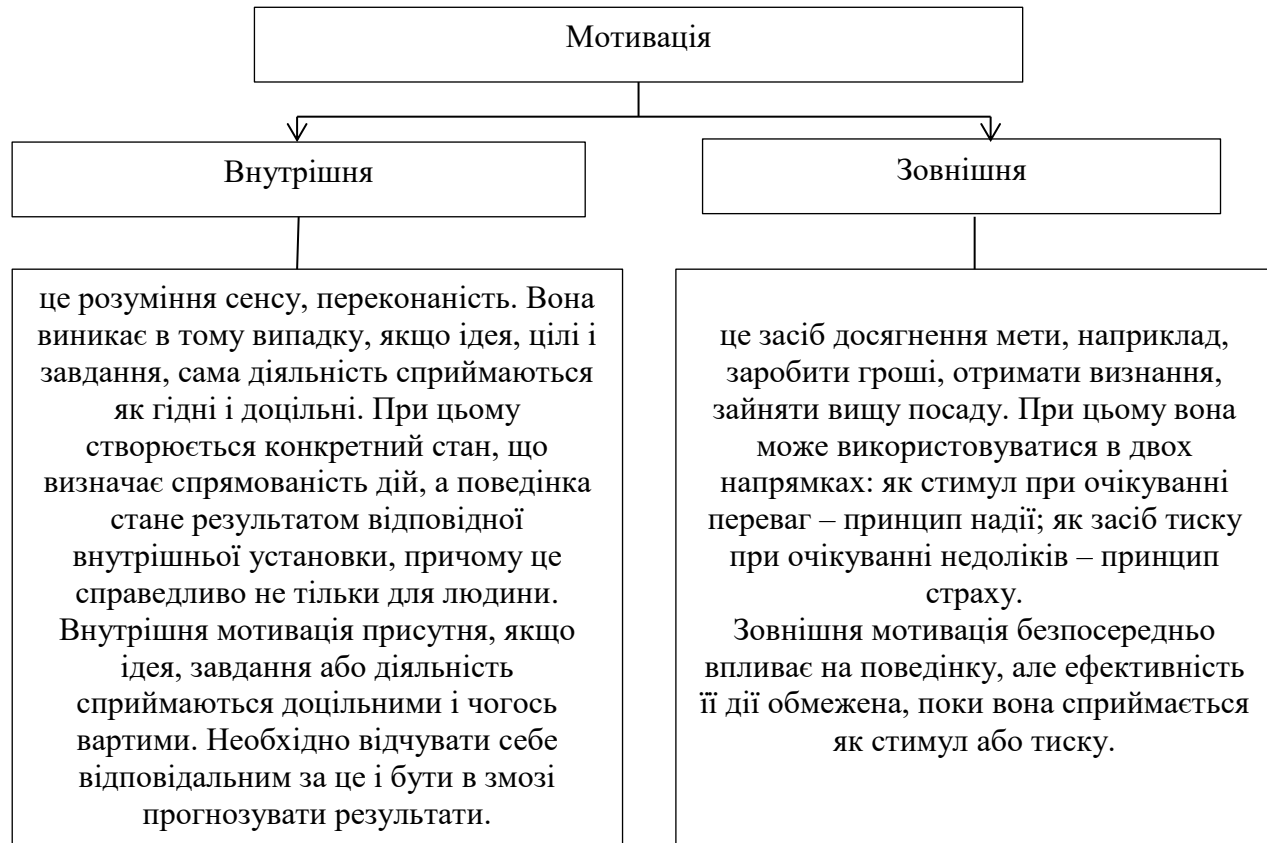 Мотивація
Внутрішня
Зовнішня
це розуміння сенсу, переконаність. Вона
виникає в тому випадку, якщо ідея, цілі і
завдання, сама діяльність сприймаються
як гідні і доцільні. При цьому
створюється конкретний стан, що
визначає спрямованість дій, а поведінка
стане результатом відповідної
внутрішньої установки, причому це
справедливо не тільки для людини.
Внутрішня мотивація присутня, якщо
ідея, завдання або діяльність
сприймаються доцільними і чогось
вартими. Необхідно відчувати себе
відповідальним за це і бути в змозі
прогнозувати результати.
це засіб досягнення мети, наприклад,
заробити гроші, отримати визнання,
зайняти вищу посаду. При цьому вона
може використовуватися в двох
напрямках: як стимул при очікуванні
переваг – принцип надії; як засіб тиску
при очікуванні недоліків – принцип
страху.
Зовнішня мотивація безпосередньо
впливає на поведінку, але ефективність
її дії обмежена, поки вона сприймається
як стимул або тиску.